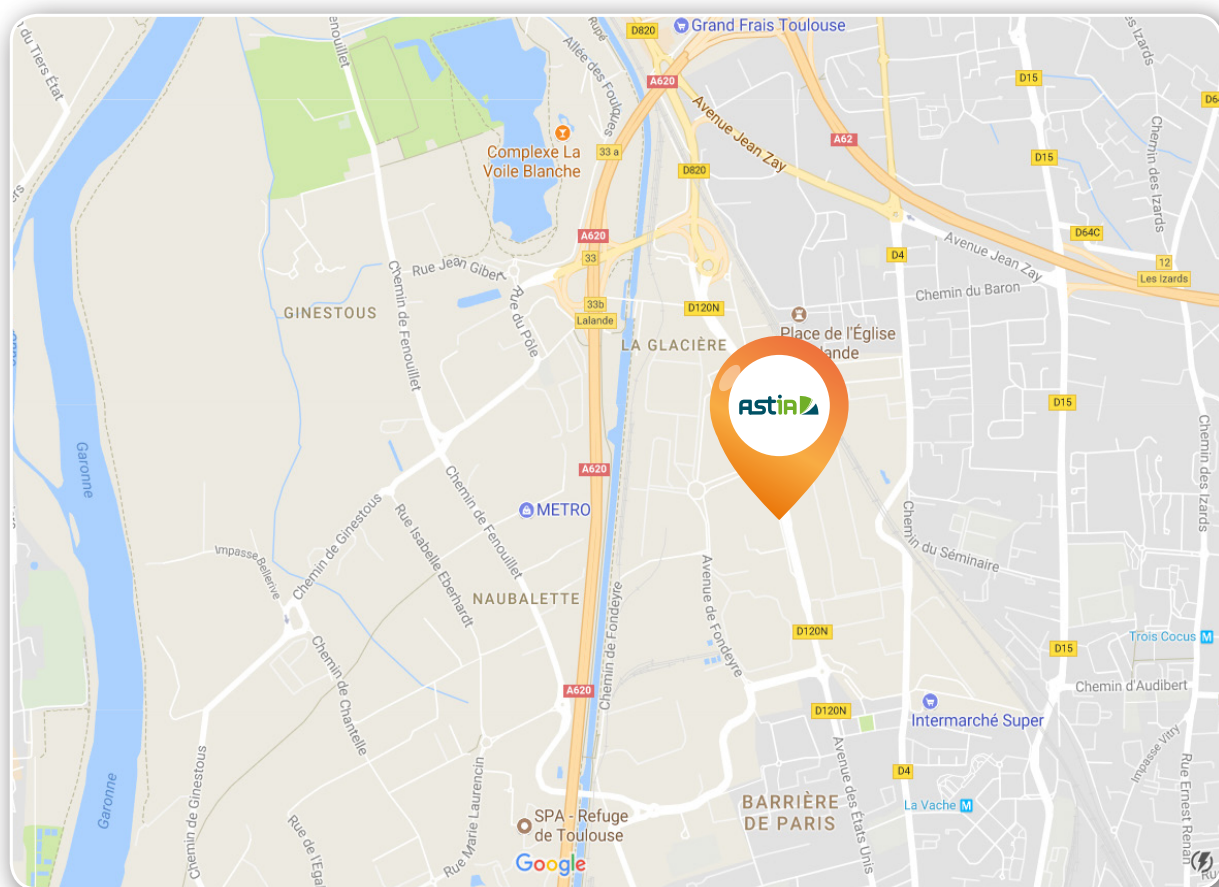 D820
Grand Frais Toulouse
A620
D15
Avenue Jean Zay
A62
Chemin des Izards
Complexe La
Voile Blanche
33 a
D820
D15
A620
33
D64C
12
Les Izards
D4
Avenue Jean Zay
Rue Jean Giber
Chemin de Fenouillet
Rue du Pôle
GINESTOUS
33b
Lalande
D120N
Chemin du Baron
Place de l'Église
LA GLACIÈRE
astia
D15
Garonne
A620
METRO
Chemin de Fenouillet
Chemin de Ginestous
Rue Isabelle Eberhardt
Impasse Bellerive
Chemin du Séminaire
Chemin des Izards
Avenue de Fondeyre
Chemin de Fondeyre
NAUBALETTE
D120N
Trois Cocus M
D15
Chemin d'Audibert
Chemin de Chantelle
A620
D120N
Intermarché Super
Garonne
Chemin de Ginestous
Rue Marie Laurencin
D4
Avenue des États Unis
Impasse Vitry
Rue Ernest Renan
La Vache M
BARRIÈRE
DE PARIS
SPA - Refuge
de Toulouse
Google